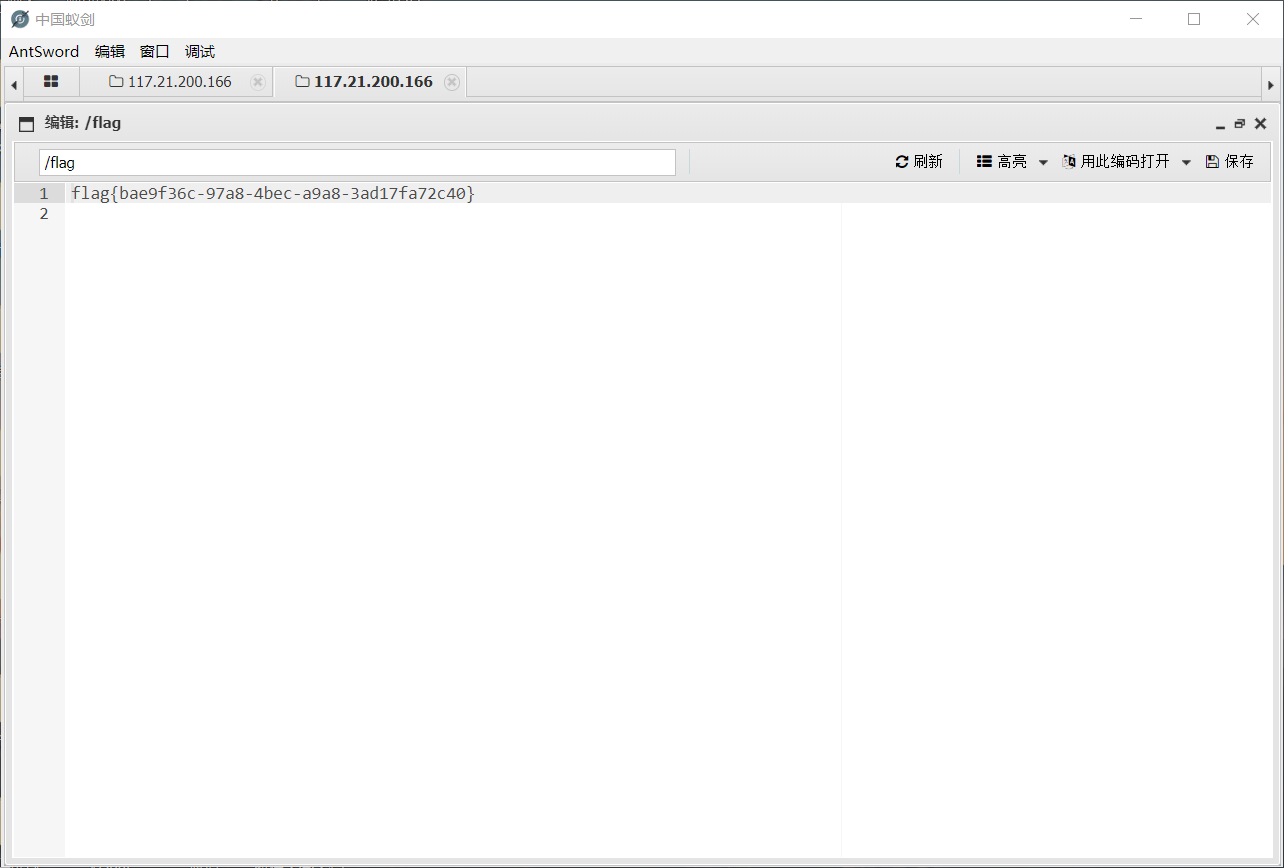 中国蚁剑
AntSword 编辑 窗口 调试
117.21.200.166 117.21.200.166
编辑: /flag
/flag 刷新 高亮 用此编码打开 保存
1 flag{bae9f36c-97a8-4bec-a9a8-3ad17fa72c40}
2